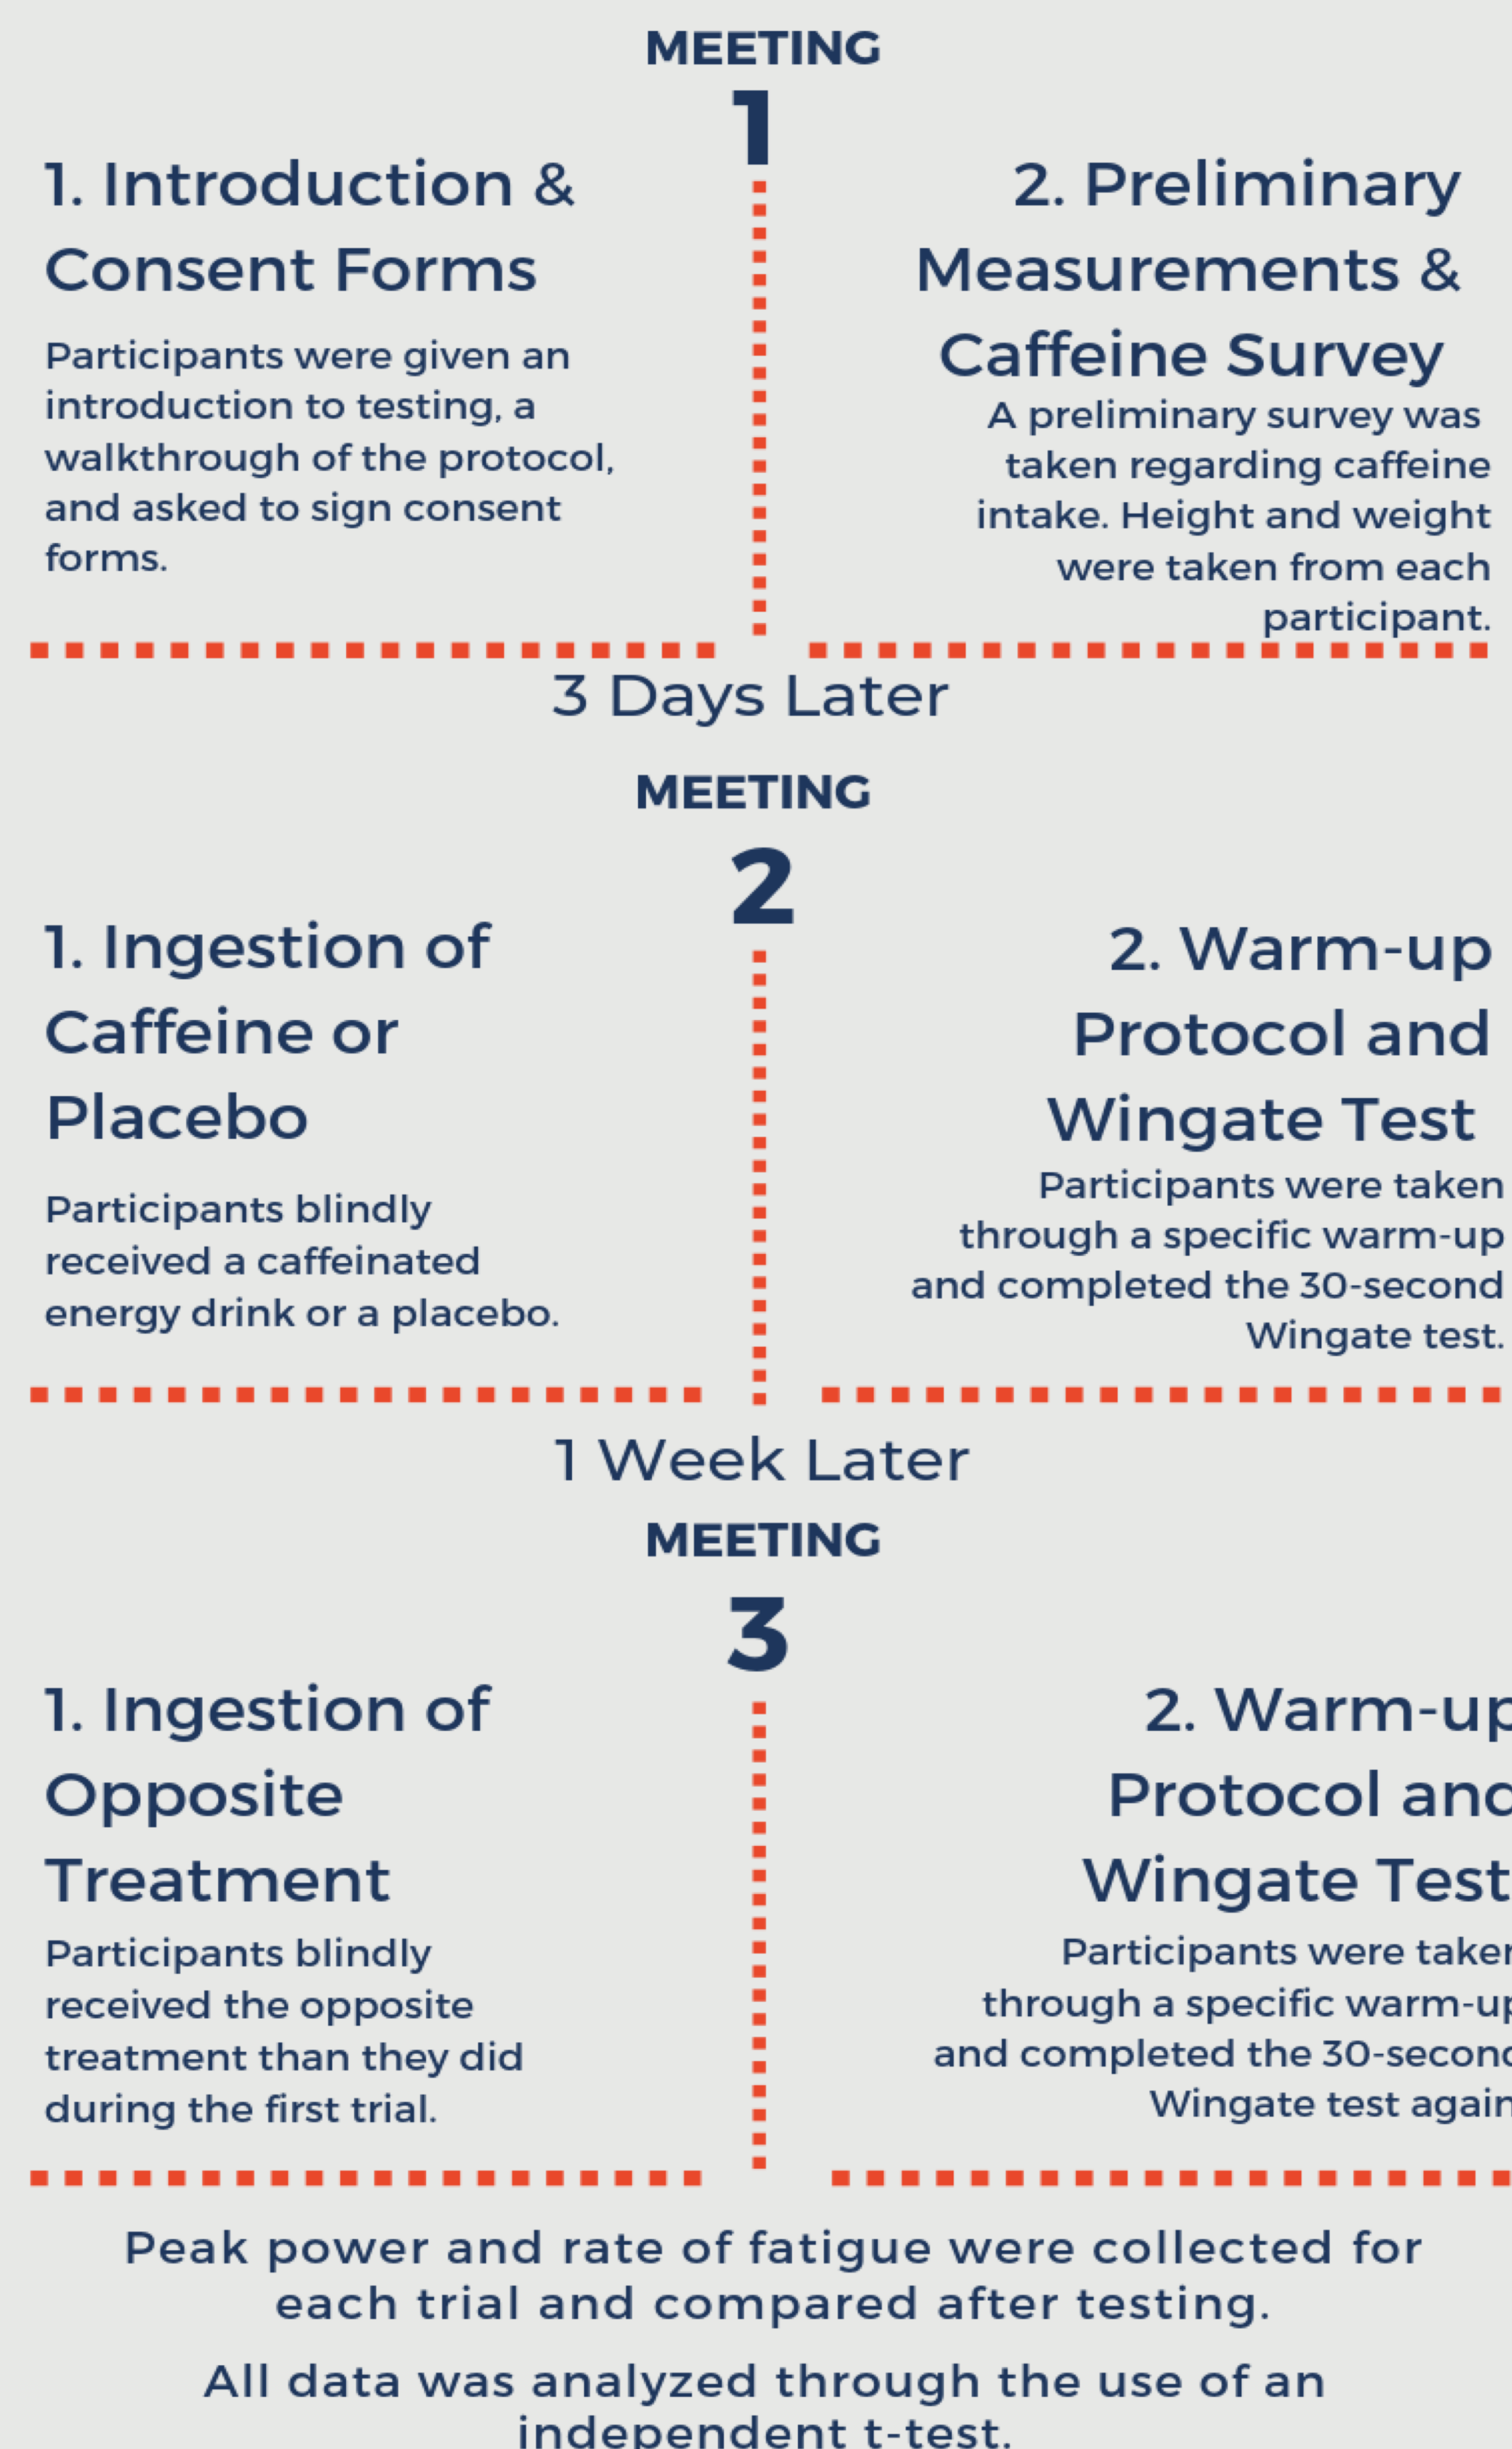 MEETING
1
1. Introduction &
Consent Forms
Participants were given an
introduction to testing, a
walkthrough of the protocol,
and asked to sign consent
forms.
2. Preliminary
Measurements &
Caffeine Survey
A preliminary survey was
taken regarding caffeine
intake. Height and weight
were taken from each
participant.
3 Days Later
MEETING
2
1. Ingestion of
Caffeine or
Placebo
Participants blindly
received a caffeinated
energy drink or a placebo.
2. Warm-up
Protocol and
Wingate Test
Participants were taken
through a specific warm-up
and completed the 30-second
Wingate test.
1 Week Later
MEETING
3
1. Ingestion of
Opposite
Treatment
Participants blindly
received the opposite
treatment than they did
during the first trial.
2. Warm-up
Protocol and
Wingate Test
Participants were taken
through a specific warm-up
and completed the 30-second
Wingate test again
Peak power and rate of fatigue were collected for
each trial and compared after testing.
All data was analyzed through the use of an
independent t-test.